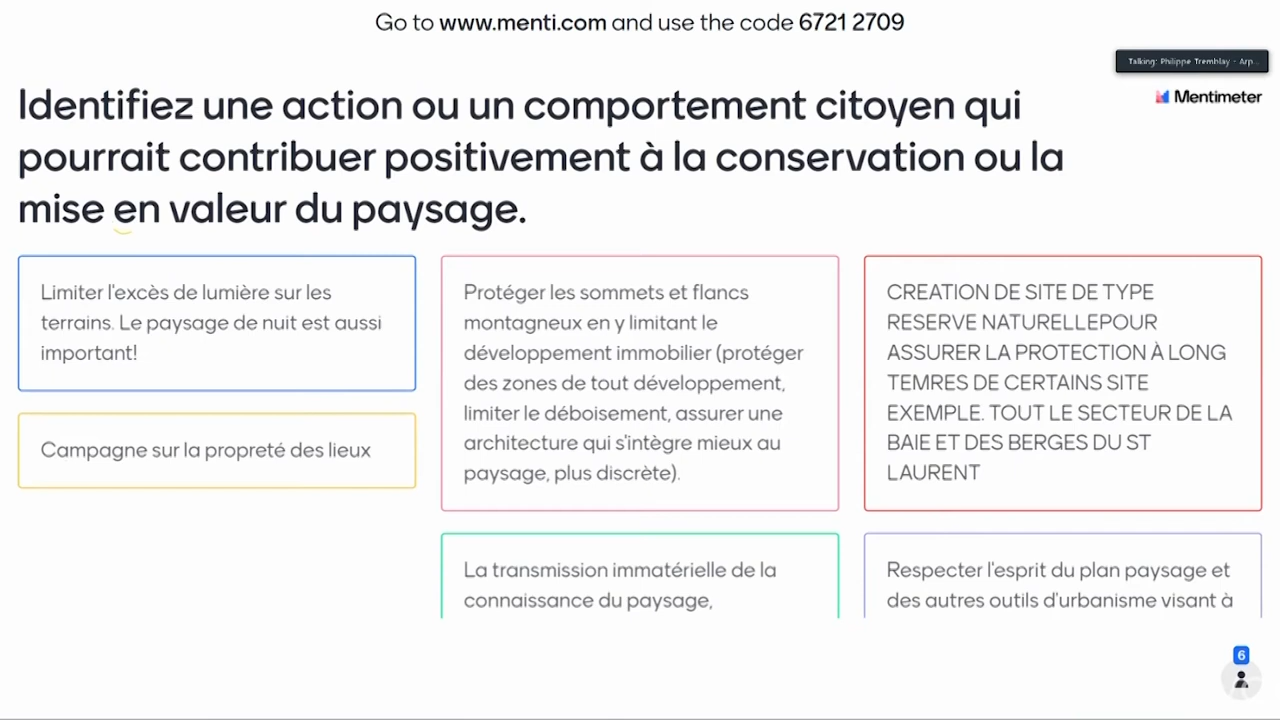 Go to www.menti.com and use the code 6721 2709
Talking: Philippe Tremblay - Arp...
Mentimeter
Identifiez une action ou un comportement citoyen qui
pourrait contribuer positivement à la conservation ou la
mise en valeur du paysage.
Limiter l'excès de lumière sur les
terrains. Le paysage de nuit est aussi
important!
Campagne sur la propreté des lieux
Protéger les sommets et flancs
montagneux en y limitant le
développement immobilier (protéger
des zones de tout développement,
limiter le déboisement, assurer une
architecture qui s'intègre mieux au
paysage, plus discrète).
La transmission immatérielle de la
connaissance du paysage,
CREATION DE SITE DE TYPE
RESERVE NATURELLEPOUR
ASSURER LA PROTECTION À LONG
TEMRES DE CERTAINS SITE
EXEMPLE. TOUT LE SECTEUR DE LA
BAIE ET DES BERGES DU ST
LAURENT
Respecter l'esprit du plan paysage et
des autres outils d'urbanisme visant à
6